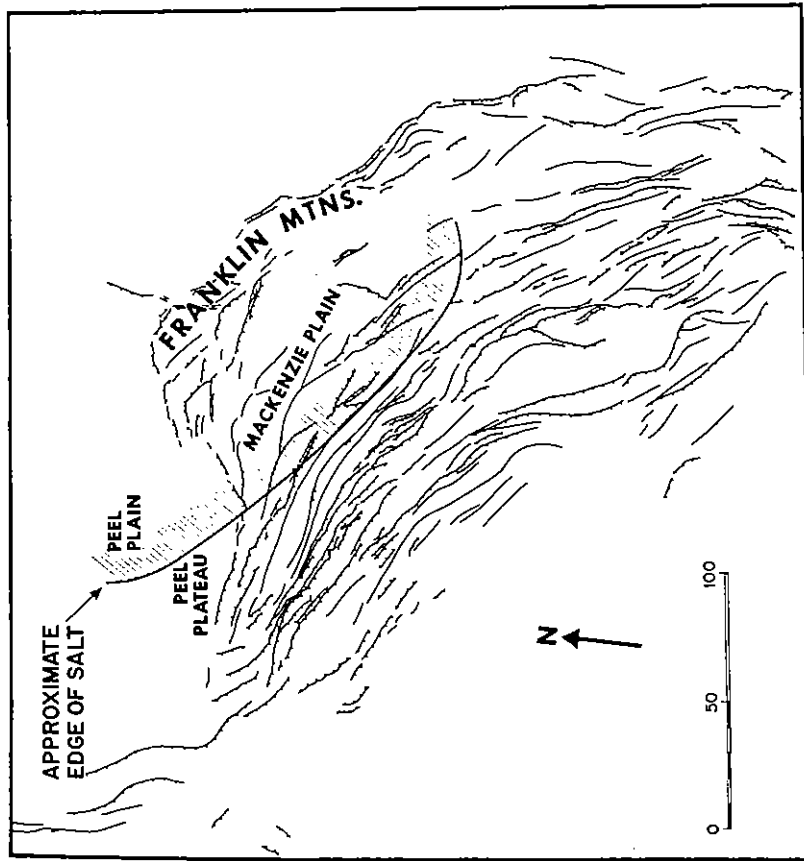 APPROXIMATE
EDGE OF SALT
PEEL
PLAIN
PEEL
PLATEAU
FRANKLIN MTNS.
MACKENZIE PLAIN
N
0 50 100